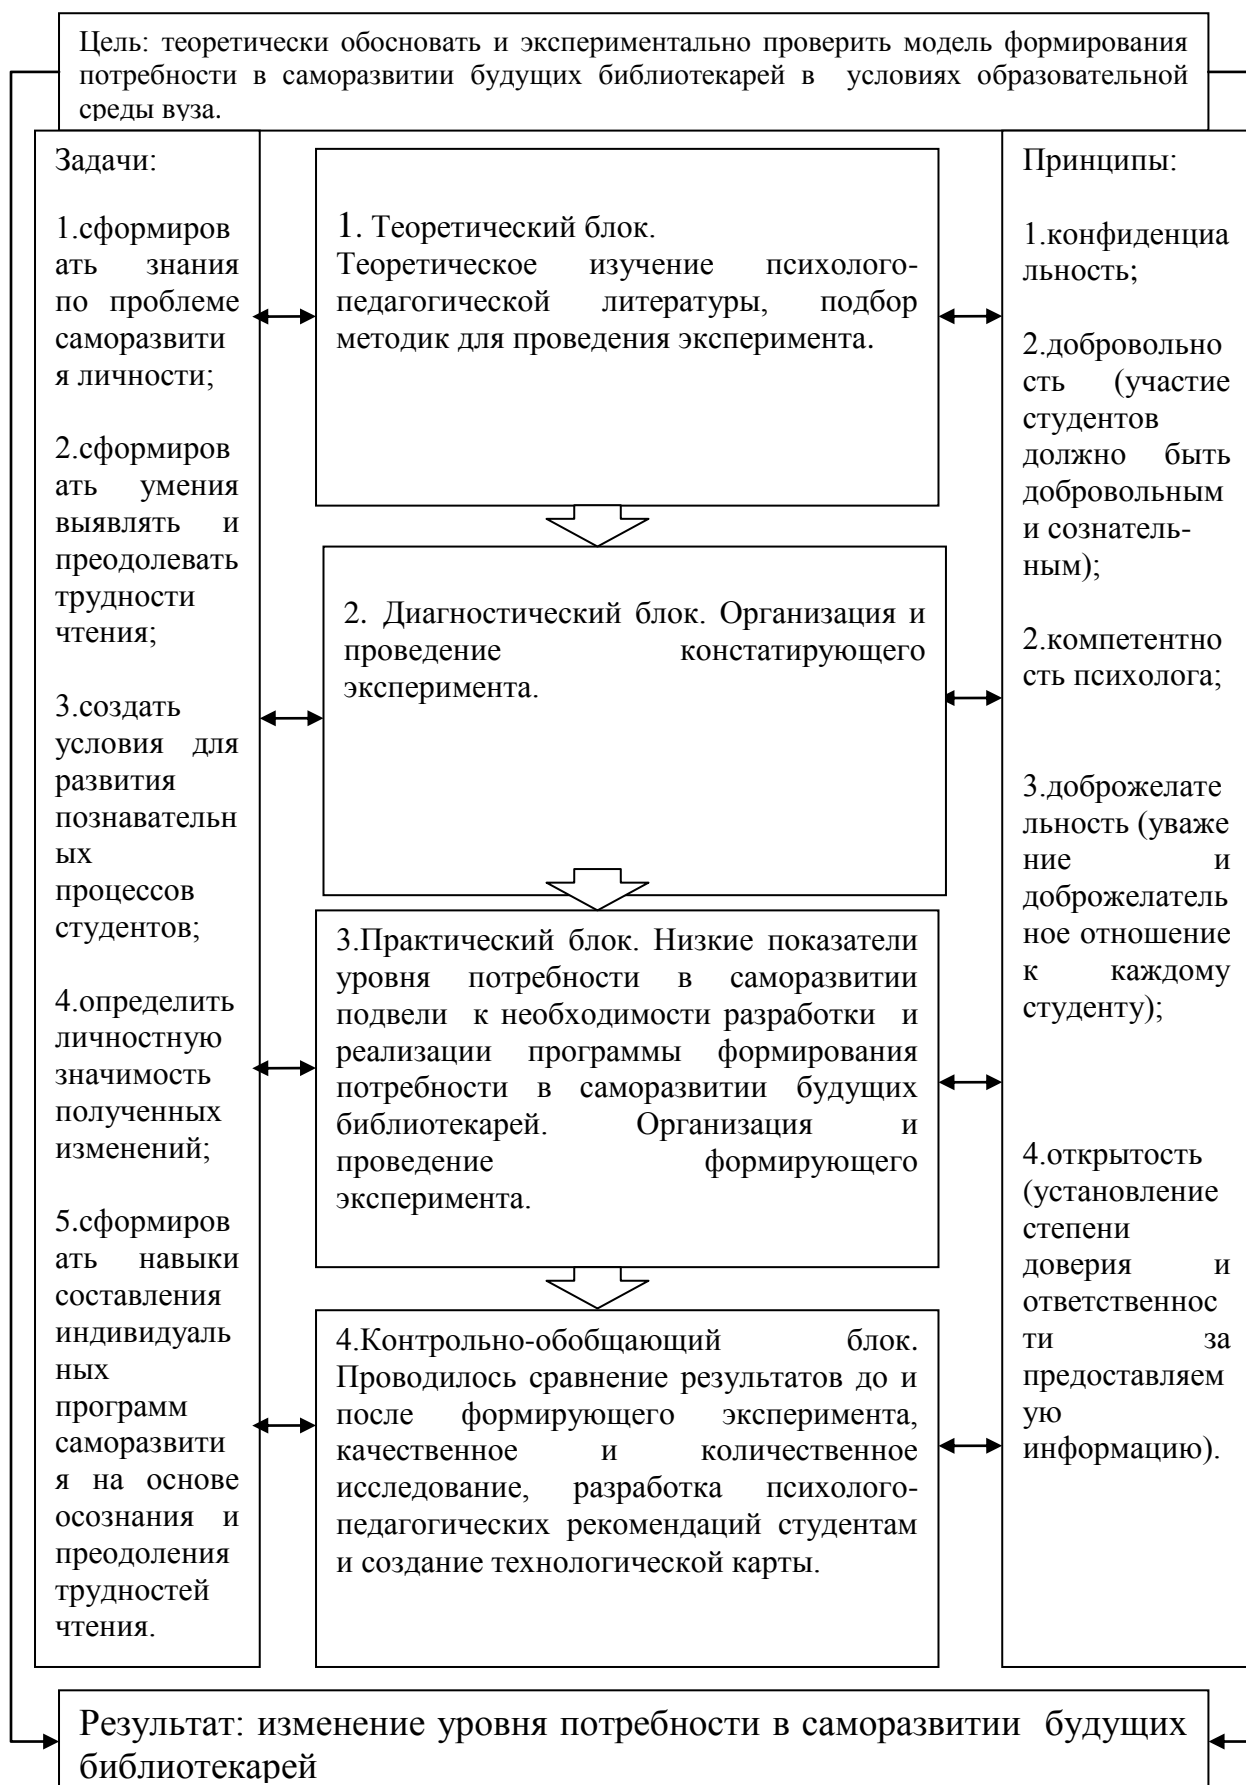 Цель: теоретически обосновать и экспериментально проверить модель формирования
потребности в саморазвитии будущих библиотекарей в условиях образовательной
среды вуза.
Задачи:
1.сформиров
ать знания
по проблеме
саморазвити
я личности;
2.сформиров
ать умения
выявлять и
преодолевать
трудности
чтения;
3.создать
условия для
развития
познавательн
ых
процессов
студентов;
4.определить
личностную
значимость
полученных
изменений;
5.сформиров
ать навыки
составления
индивидуаль
ных
программ
саморазвити
я на основе
осознания и
преодоления
трудностей
чтения.
1. Теоретический блок.
Теоретическое изучение психолого-
педагогической литературы, подбор
методик для проведения эксперимента.
2. Диагностический блок. Организация и
проведение констатирующего
эксперимента.
3.Практический блок. Низкие показатели
уровня потребности в саморазвитии
подвели к необходимости разработки и
реализации программы формирования
потребности в саморазвитии будущих
библиотекарей. Организация и
проведение формирующего
эксперимента.
4.Контрольно-обобщающий блок.
Проводилось сравнение результатов до и
после формирующего эксперимента,
качественное и количественное
исследование, разработка психолого-
педагогических рекомендаций студентам
и создание технологической карты.
Принципы:
1.конфиденциа
льность;
2.добровольно
сть (участие
студентов
должно быть
добровольным
и сознатель-
ным);
2.компетентно
сть психолога;
3.доброжелате
льность (уваже
ние и
доброжелатель
ное отношение
к каждому
студенту);
4.открытость
(установление
степени
доверия и
ответственнос
ти за
предоставляем
ую
информацию).
Результат: изменение уровня потребности в саморазвитии будущих
библиотекарей